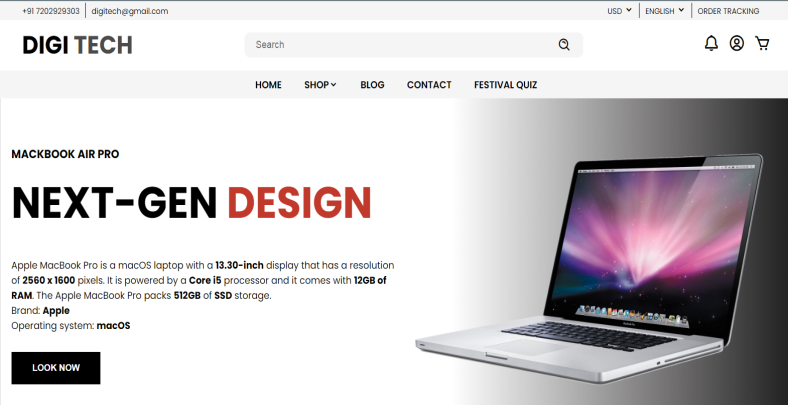 +91 7202929303 digitech@gmail.com USD ENGLISH ORDER TRACKING
DIGI TECH
Search
HOME SHOP BLOG CONTACT FESTIVAL QUIZ
MACKBOOK AIR PRO
NEXT-GEN DESIGN
Apple MacBook Pro is a macOS laptop with a 13.30-inch display that has a resolution
of 2560 x 1600 pixels. It is powered by a Core i5 processor and it comes with 12GB of
RAM. The Apple MacBook Pro packs 512GB of SSD storage.
Brand: Apple
Operating system: macOS
LOOK NOW